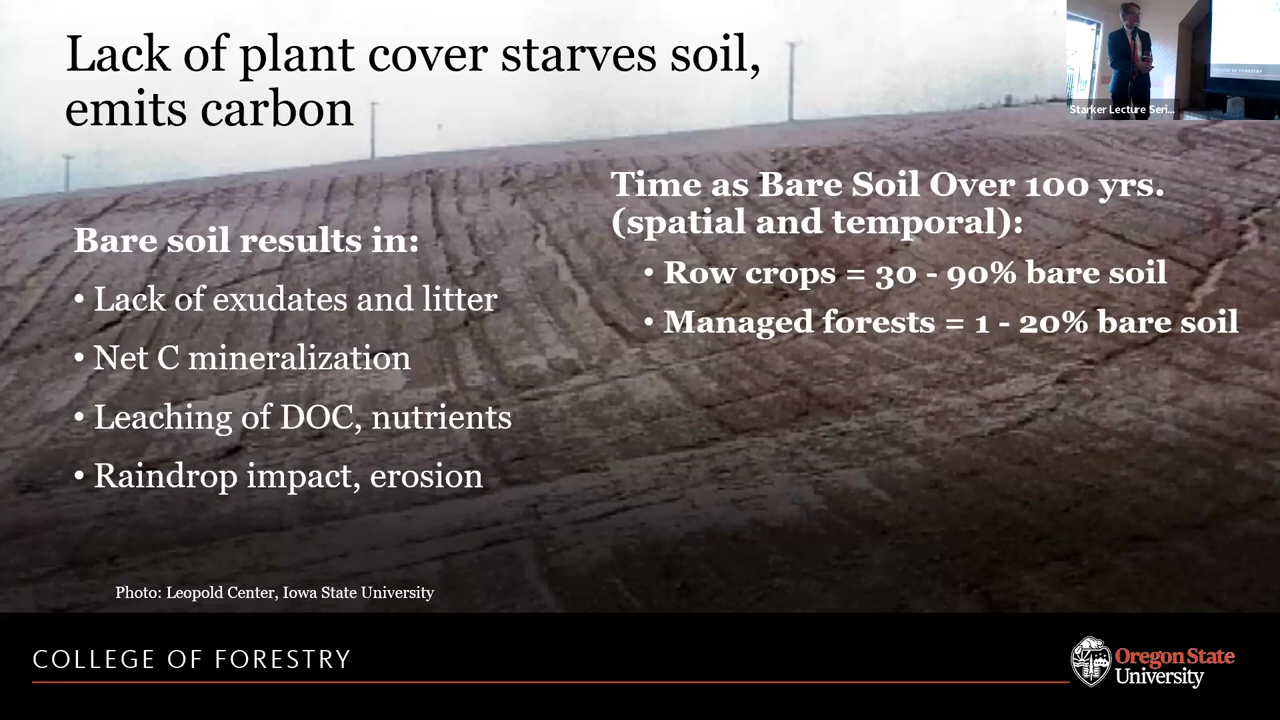 Lack of plant cover starves soil,
emits carbon
Starker Lecture Seri...
Time as Bare Soil Over 100 yrs.
(spatial and temporal):
• Row crops = 30 - 90% bare soil
• Managed forests = 1 - 20% bare soil
Bare soil results in:
• Lack of exudates and litter
• Net C mineralization
• Leaching of DOC, nutrients
• Raindrop impact, erosion
Photo: Leopold Center, Iowa State University
COLLEGE OF FORESTRY
Oregon State
University
COLLEGE OF FORESTRY